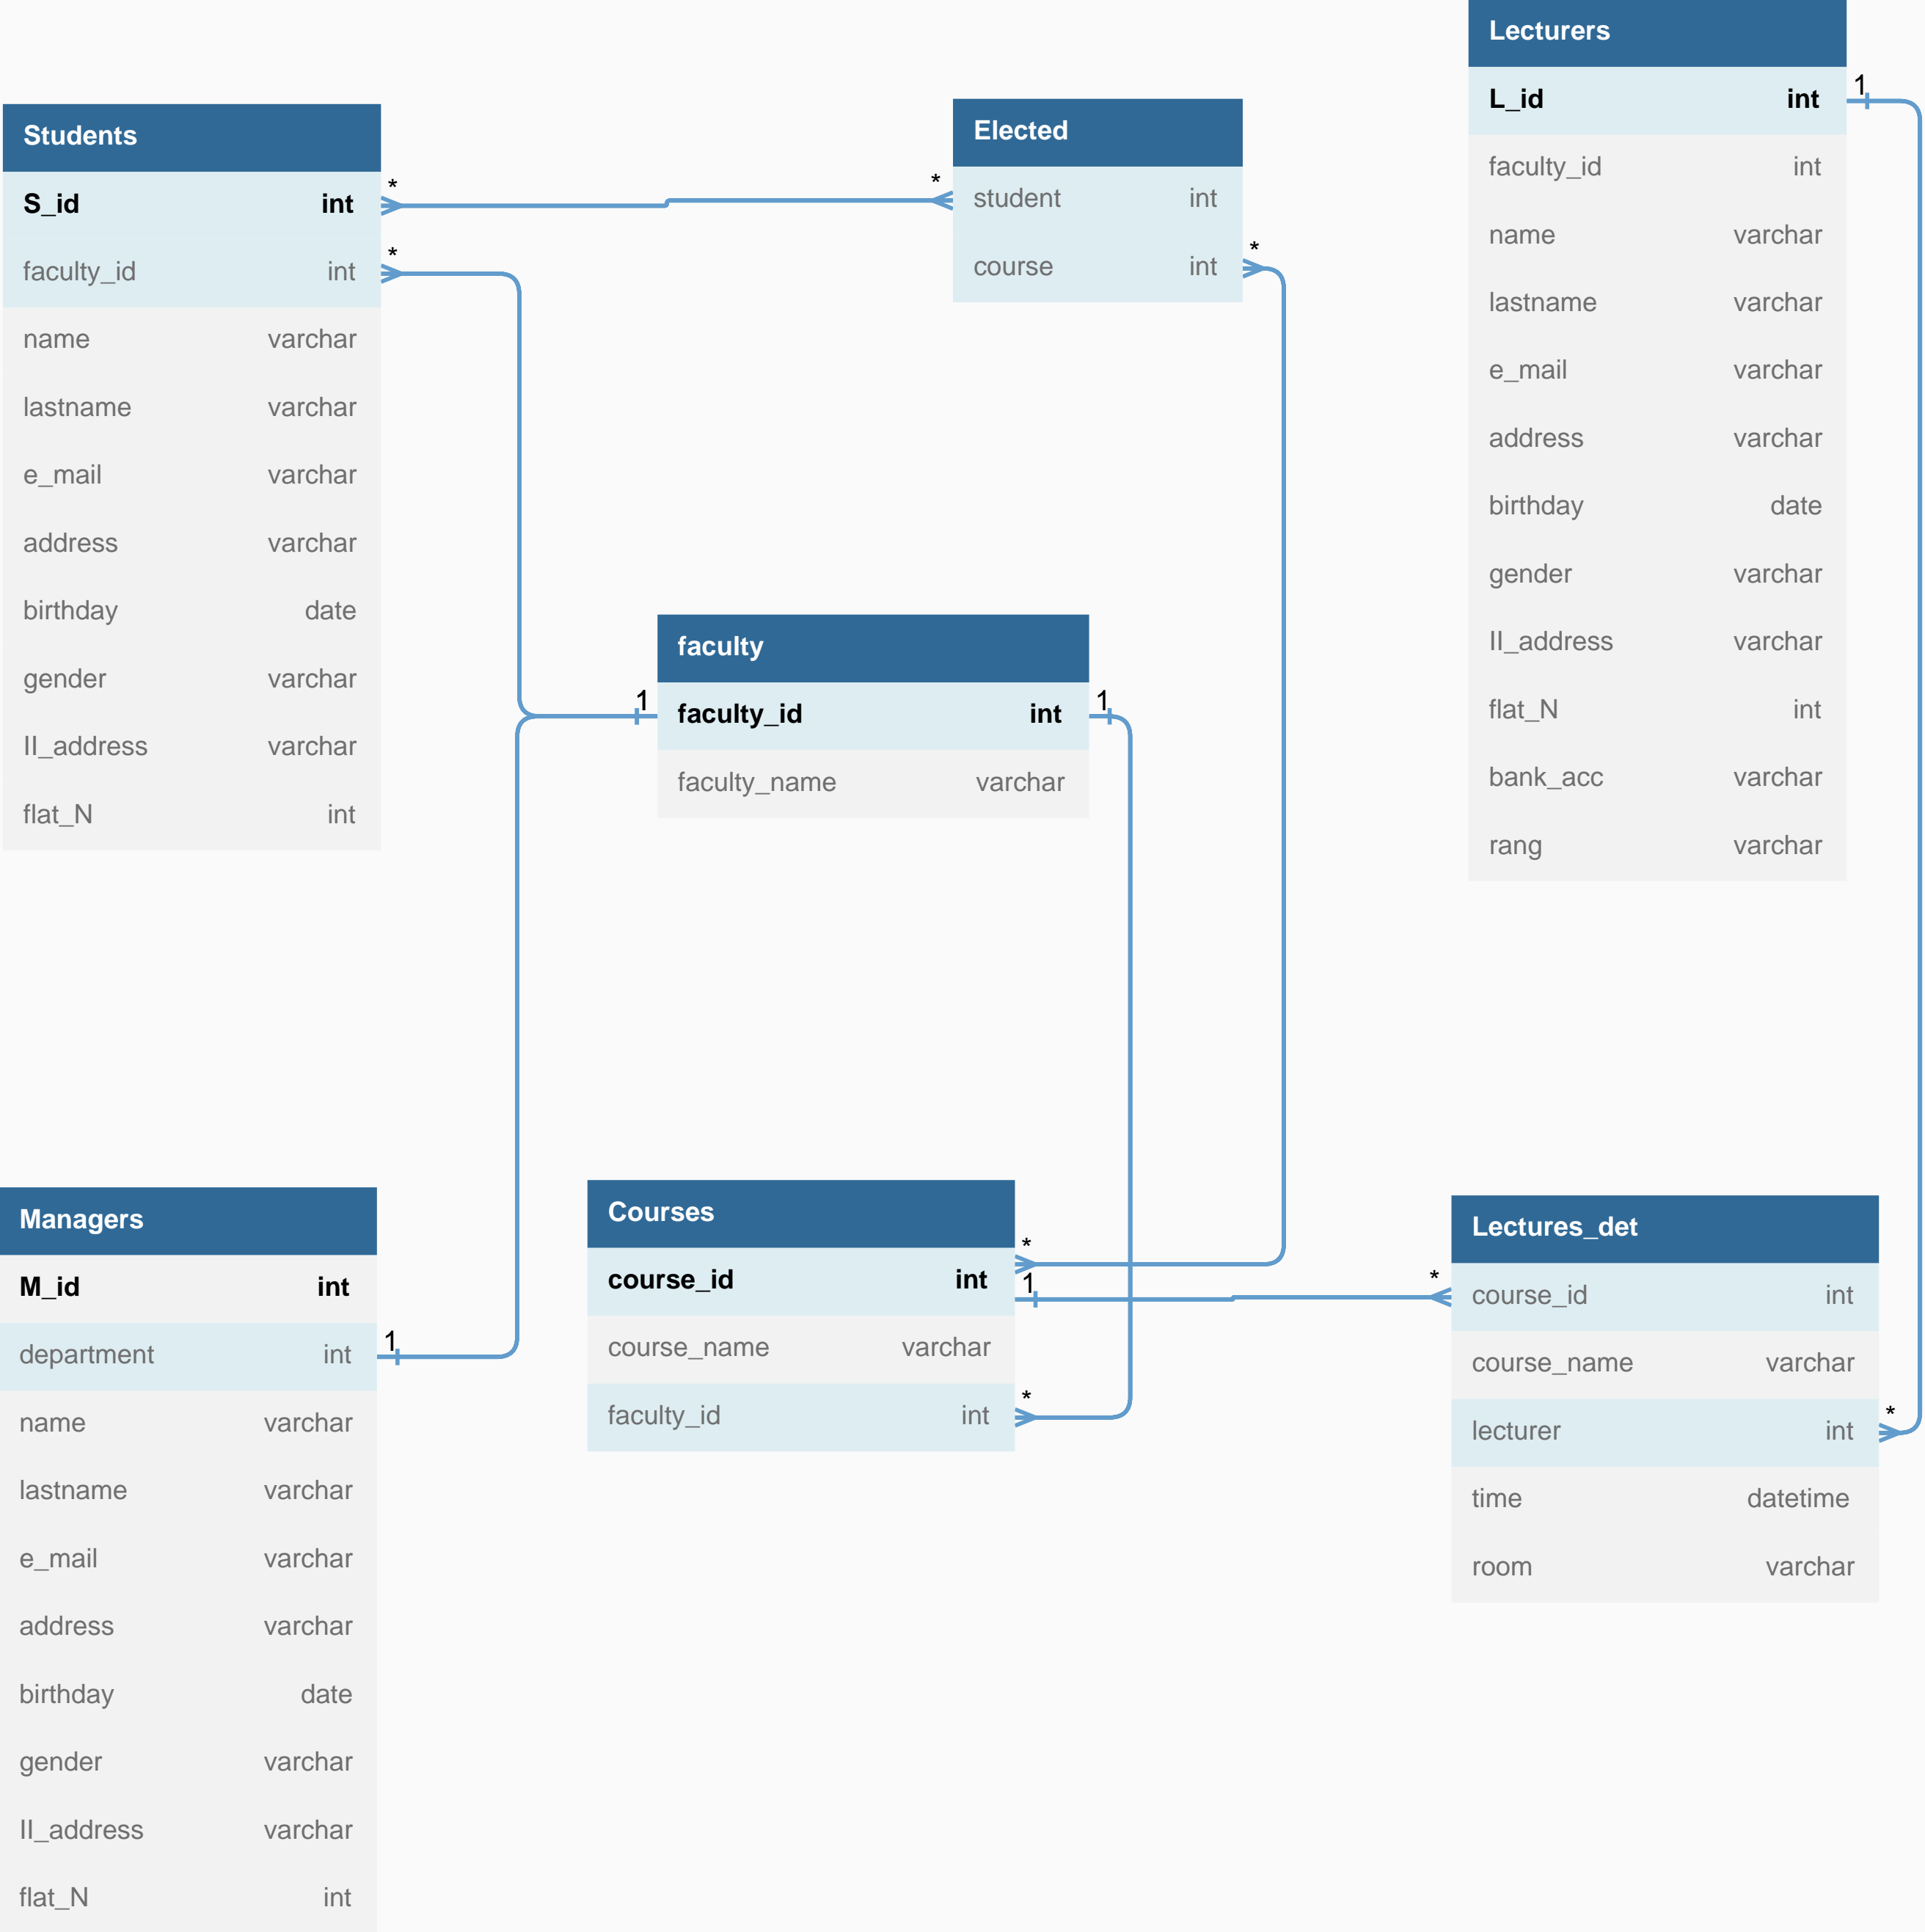 Students
S_id int
faculty_id int
name varchar
lastname varchar
e_mail varchar
address varchar
birthday date
gender varchar
II_address varchar
flat_N int
*
*
Elected
student int
course int
*
*
Lecturers
L_id int
faculty_id int
name varchar
lastname varchar
e_mail varchar
address varchar
birthday date
gender varchar
II_address varchar
flat_N int
bank_acc varchar
rang varchar
1
faculty
1 faculty_id int 1
faculty_name varchar
Managers
M_id int
department int 1
name varchar
lastname varchar
e_mail varchar
address varchar
birthday date
gender varchar
II_address varchar
flat_N int
Courses
course_id int
course_name varchar
faculty_id int
*
1
*
Lectures_det
* course_id int
course_name varchar
lecturer int *
time datetime
room varchar